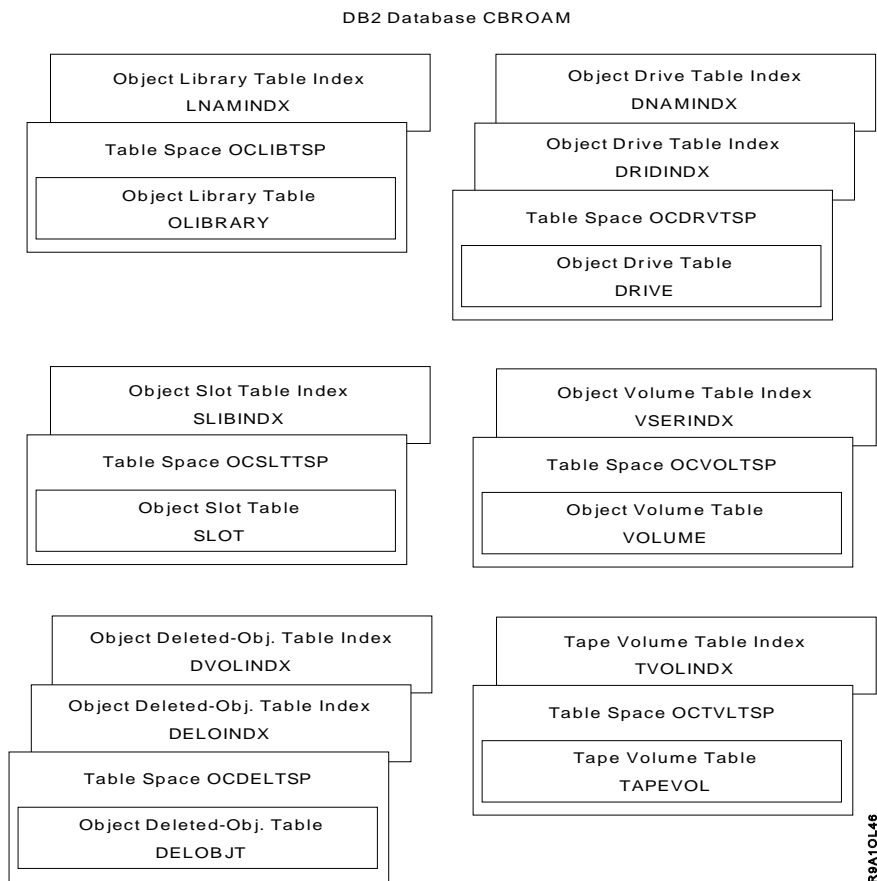 DB2 Database CBROAM
Object Library Table Index
LNAMINDX
Table Space OCLIBTSP
Object Library Table
OLIBRARY
Object Drive Table Index
DNAMINDX
Object Drive Table Index
DRIDINDX
Table Space OCDRVTSP
Object Drive Table
DRIVE
Object Slot Table Index
SLIBINDX
Table Space OCSLTTSP
Object Slot Table
SLOT
Object Volume Table Index
VSERINDX
Table Space OCVOLTSP
Object Volume Table
VOLUME
Object Deleted-Obj. Table Index
DVOLINDX
Object Deleted-Obj. Table Index
DELOINDX
Table Space OCDELTSP
Object Deleted-Obj. Table
DELOBJT
Tape Volume Table Index
TVOLINDX
Table Space OCTVLTSP
Tape Volume Table
TAPEVOL
R9A1OL46